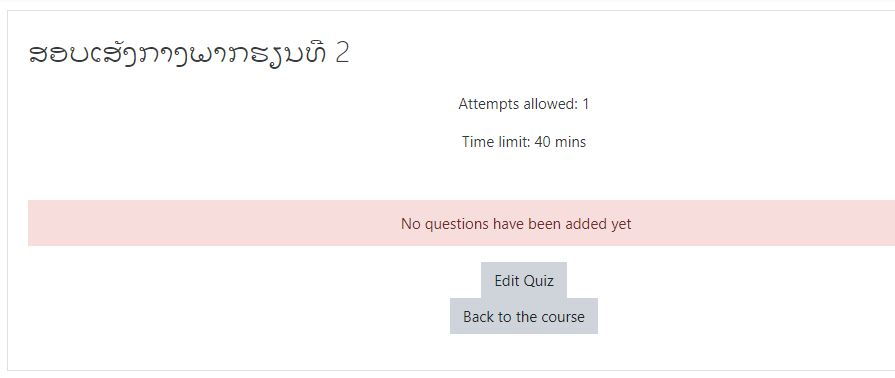 ສອບເສັງກາງພາກຮຽນທີ 2
Attempts allowed: 1
Time limit: 40 mins
No questions have been added yet
Edit Quiz
Back to the course